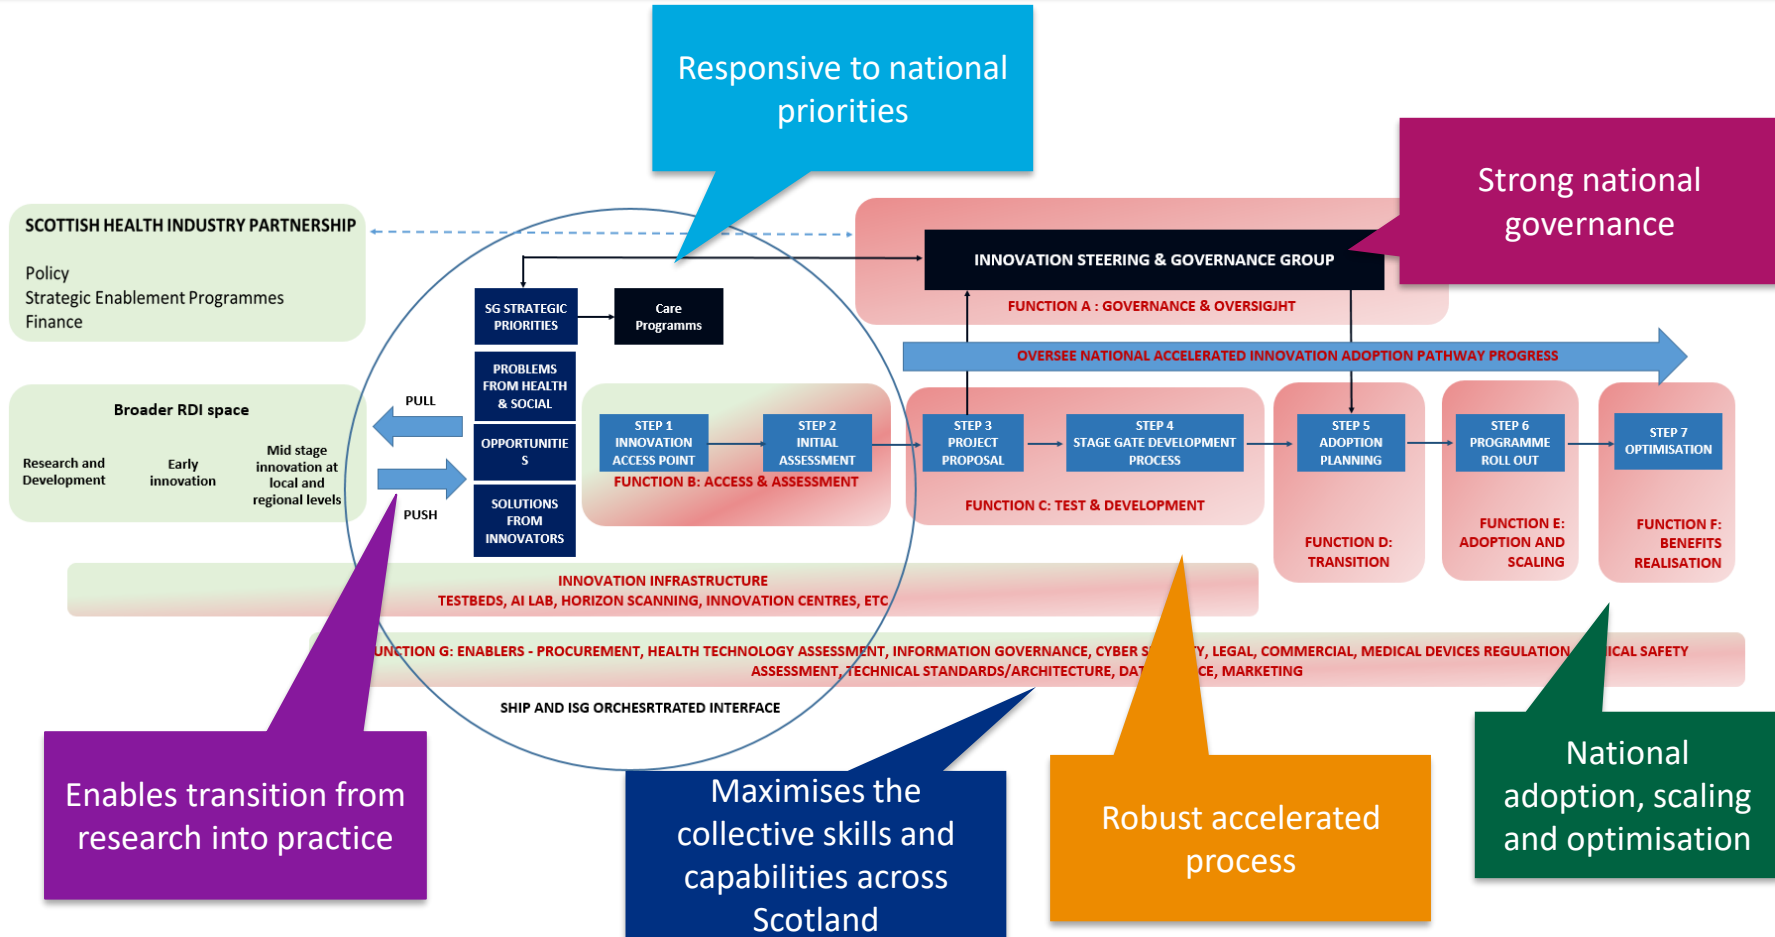 Responsive to national
priorities
Strong national
governance
SCOTTISH HEALTH INDUSTRY PARTNERSHIP
Policy
Strategic Enablement Programmes
Finance
INNOVATION STEERING & GOVERNANCE GROUP
FUNCTION A : GOVERNANCE & OVERSIGJHT
SG STRATEGIC
PRIORITIES
Care
Programms
OVERSEE NATIONAL ACCELERATED INNOVATION ADOPTION PATHWAY PROGRESS
PROBLEMS
FROM HEALTH
& SOCIAL
OPPORTUNITIE
S
SOLUTIONS
FROM
INNOVATORS
PULL
PUSH
Broader RDI space
Research and
Development
Early
innovation
Mid stage
innovation at
local and
regional levels
STEP 1
INNOVATION
ACCESS POINT
STEP 2
INITIAL
ASSESSMENT
FUNCTION B: ACCESS & ASSESSMENT
STEP 3
PROJECT
PROPOSAL
STEP 4
STAGE GATE DEVELOPMENT
PROCESS
FUNCTION C: TEST & DEVELOPMENT
STEP 5
ADOPTION
PLANNING
FUNCTION D:
TRANSITION
STEP 6
PROGRAMME
ROLL OUT
FUNCTION E:
ADOPTION AND
SCALING
STEP 7
OPTIMISATION
FUNCTION F:
BENEFITS
REALISATION
INNOVATION INFRASTRUCTURE
TESTBEDS, AI LAB, HORIZON SCANNING, INNOVATION CENTRES, ETC
G: ENABLERS - PROCUREMENT, HEALTH TECHNOLOGY ASSESSMENT, INFORMATION GOVERNANCE, CYBER LEGAL, COMMERCIAL, MEDICAL DEVICES REGULATION SAFETY
ASSESSMENT, TECHNICAL STANDARDS/ARCHITECTURE, MARKETING
SHIP AND ISG ORCHESRTRATED INTERFACE
Enables transition from
research into practice
Maximises the
collective skills and
capabilities across
Scotland
Robust accelerated
process
National
adoption, scaling
and optimisation